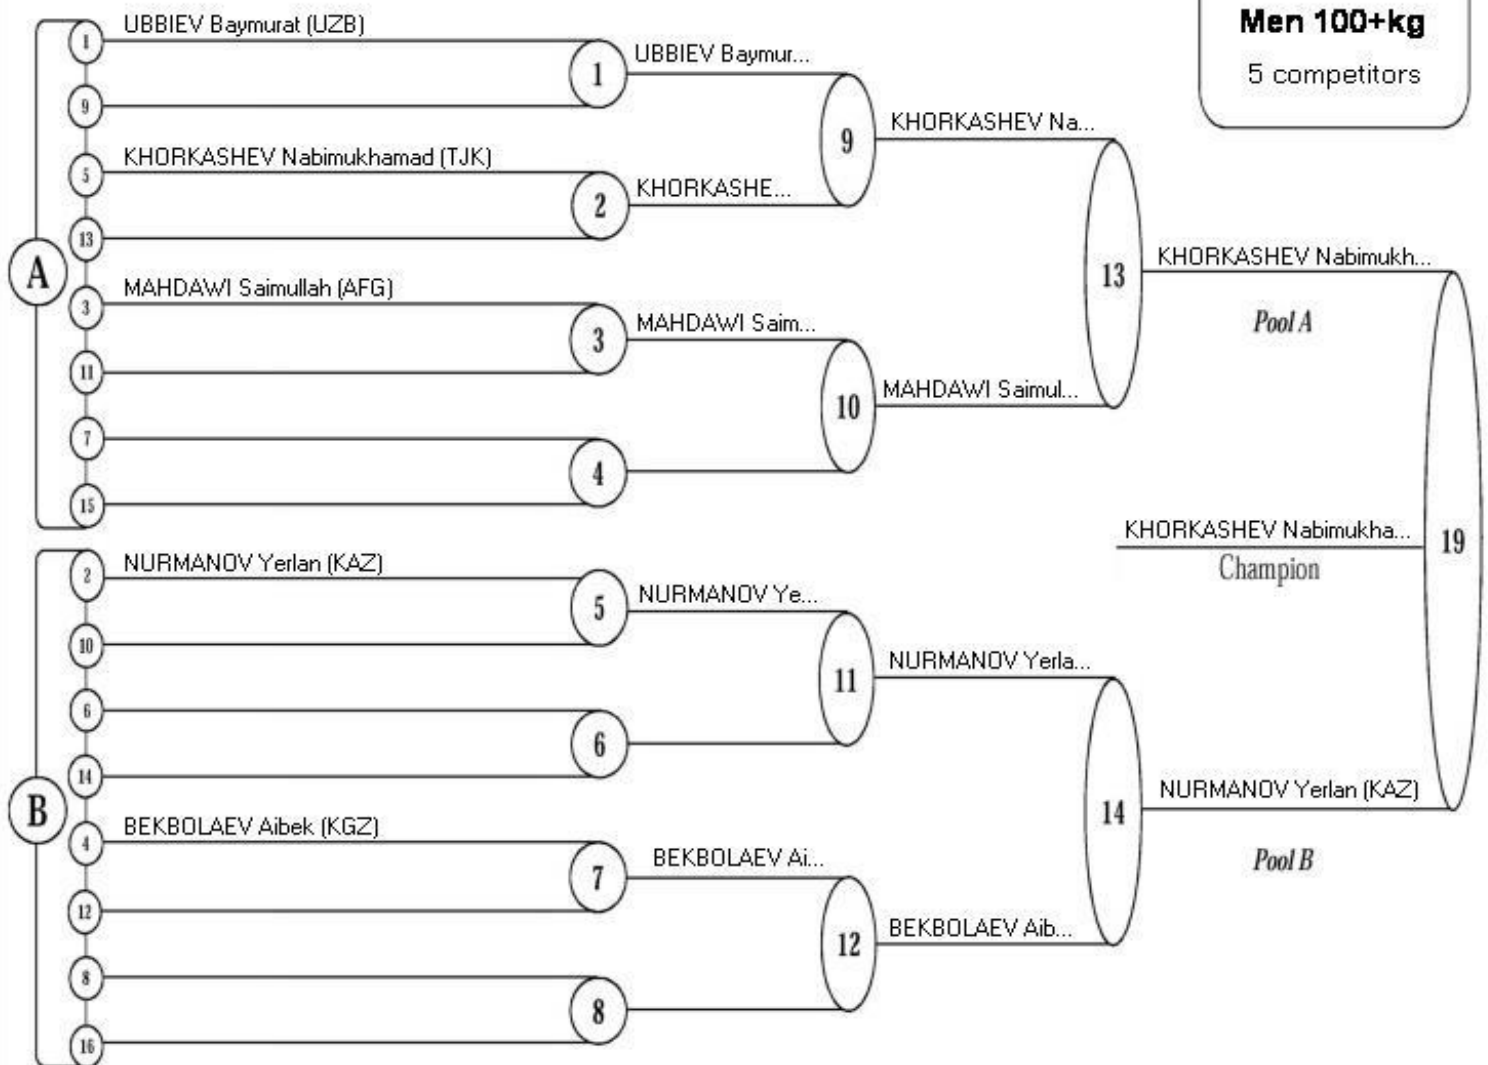 Men 100+kg
5 competitors
UBBIEV Baymurat (UZB)
1
9
1
UBBIEV Baymur...
KHORKASHEV Nabimukhamad (TJK)
5
13
2
KHORKASHE...
9
KHORKASHEV Na...
A
MAHDAWI Saimullah (AFG)
3
11
3
MAHDAWI Saim...
7
15
4
10
MAHDAWI Saimul...
13
KHORKASHEV Nabimukh...
Pool A
KHORKASHEV Nabimukha...
Champion
19
NURMANOV Yerlan (KAZ)
2
10
5
NURMANOV Ye...
6
14
6
11
NURMANOV Yerla...
B
BEKBOLAEV Aibek (KGZ)
4
12
7
BEKBOLAEV Ai...
8
16
8
12
BEKBOLAEV Aib...
14
NURMANOV Yerlan (KAZ)
Pool B